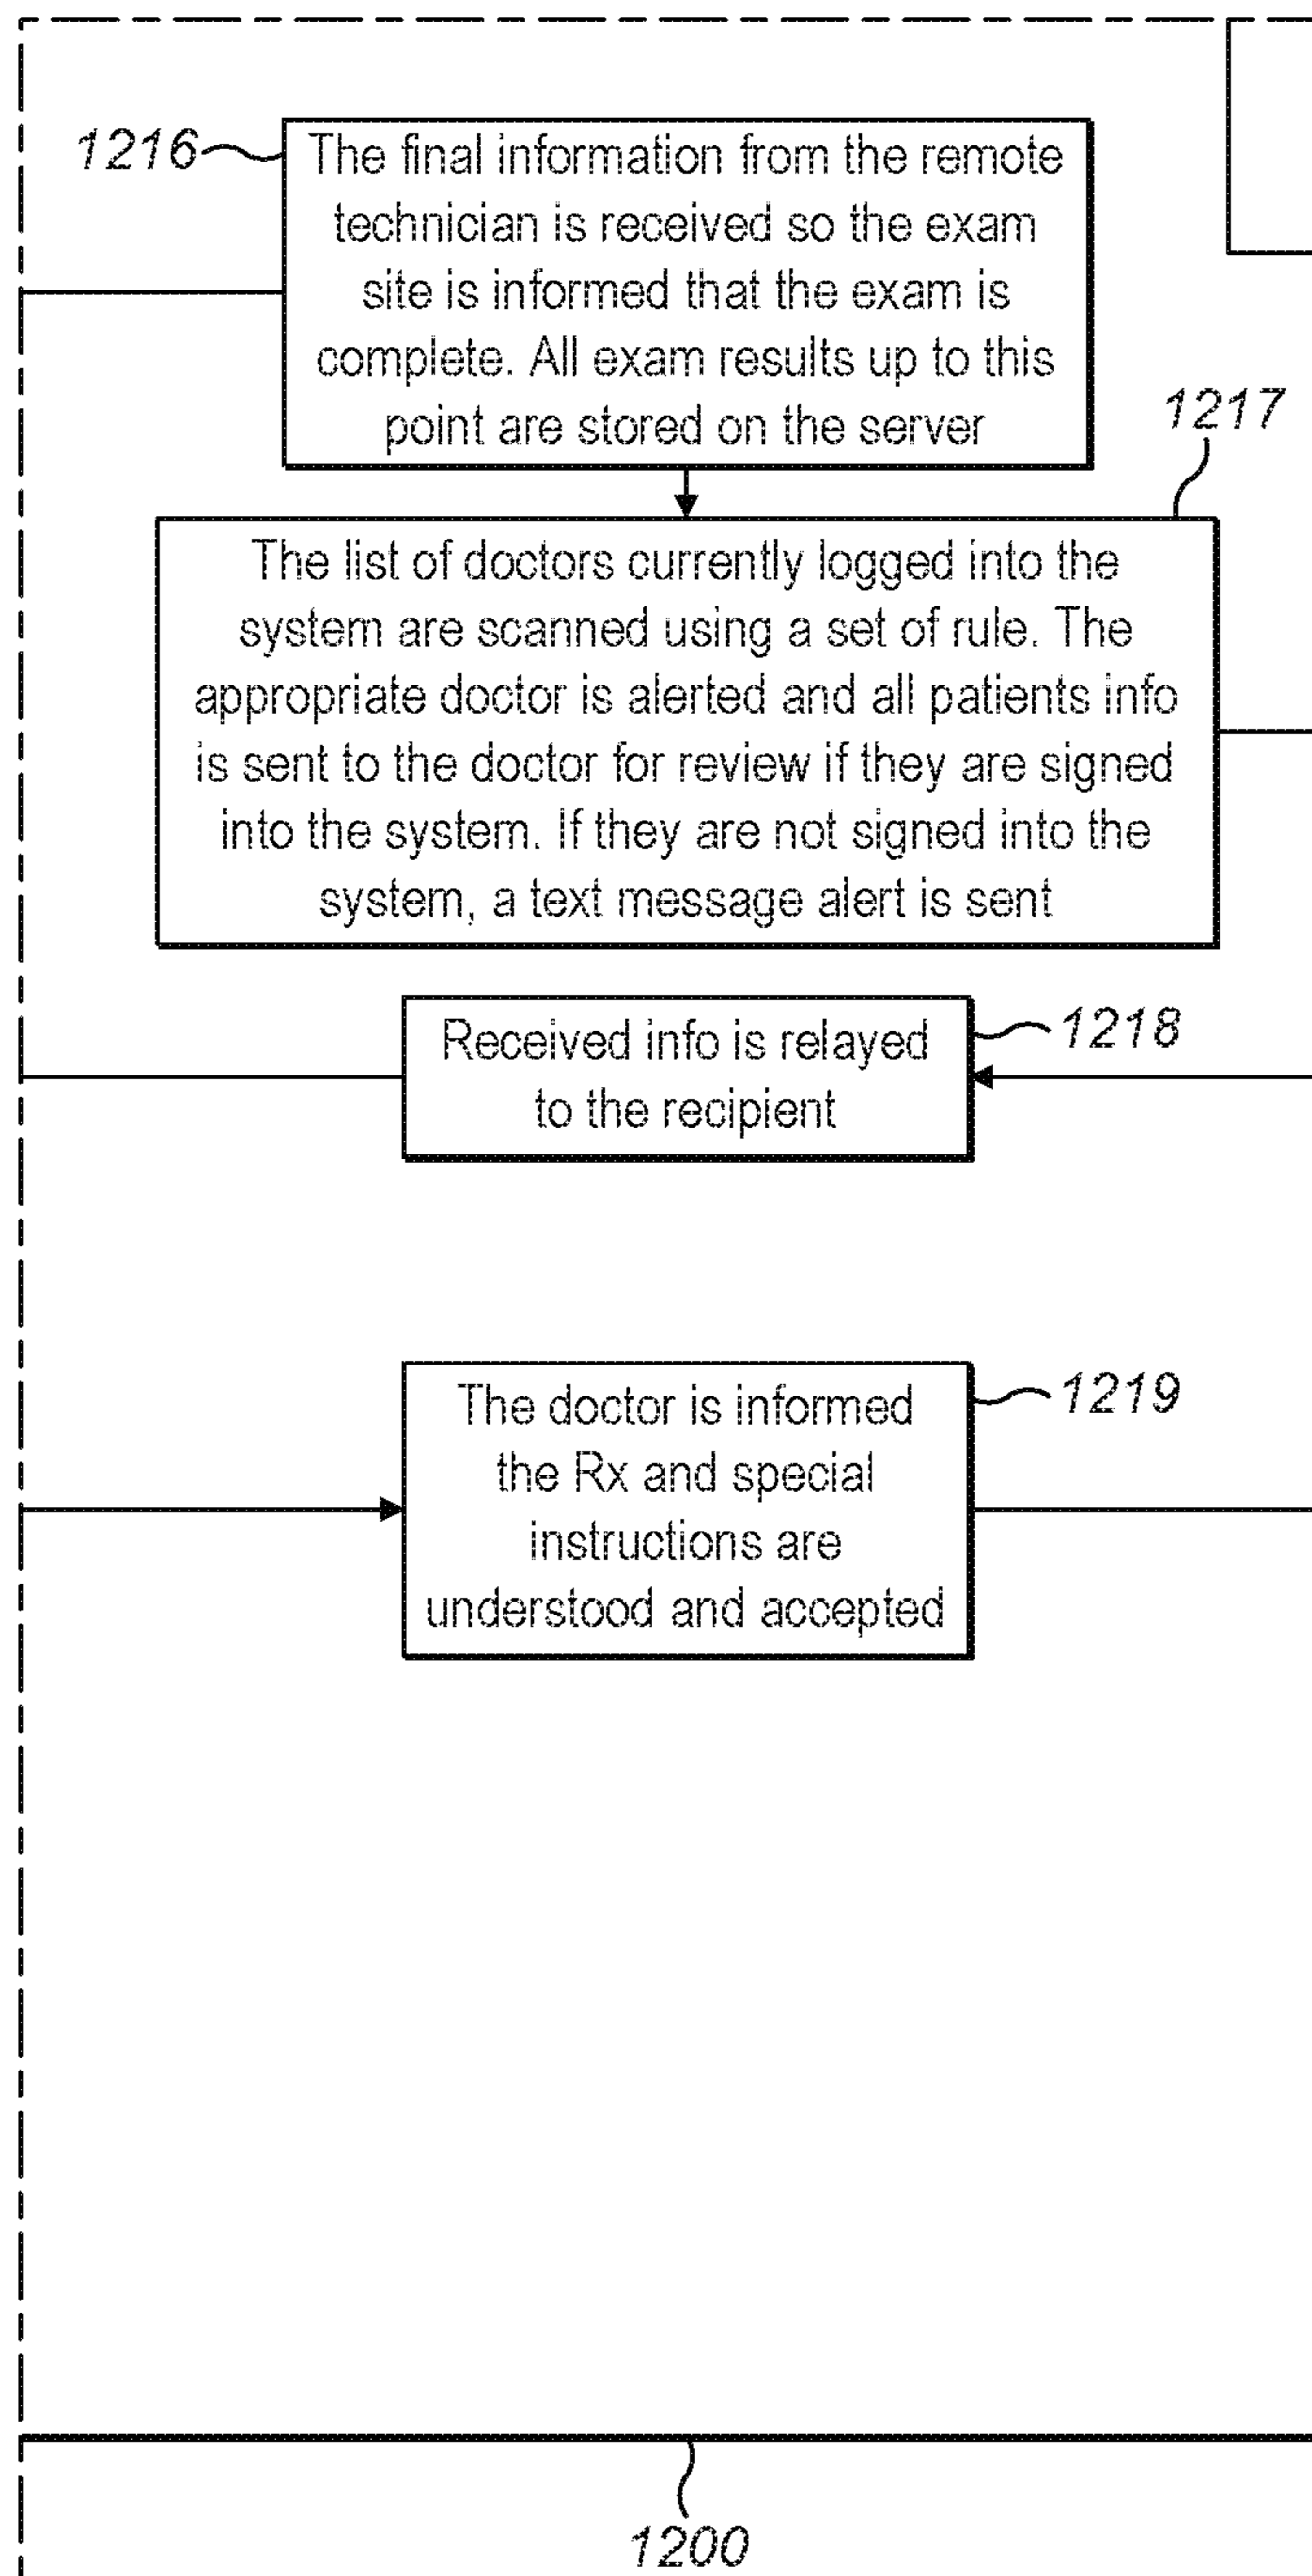 1216
The final information from the remote
technician is received so the exam
site is informed that the exam is
complete. All exam results up to this
point are stored on the server
1217
The list of doctors currently logged into the
system are scanned using a set of rule. The
appropriate doctor is alerted and all patients info
is sent to the doctor for review if they are signed
into the system. If they are not signed into the
system, a text message alert is sent
Received info is relayed
to the recipient
1218
The doctor is informed
the Rx and special
instructions are
understood and accepted
1219
1200